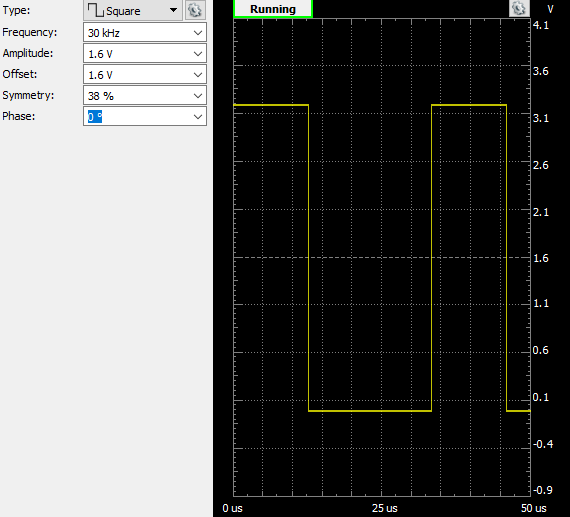 Type: Square
Frequency: 30 kHz
Amplitude: 1.6 V
Offset: 1.6 V
Symmetry: 38 %
Phase: 0 °
Running
V
4.1
3.6
3.1
2.6
2.1
1.6
1.1
0.6
0.1
-0.4
-0.9
0 us 25 us 50 us